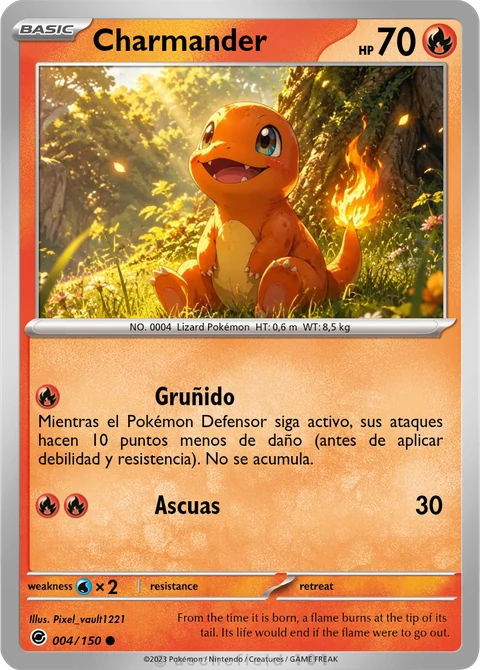 BASIC
Charmander
HP 70
NO. 0004 Lizard Pokémon HT: 0,6 m WT: 8,5 kg
Gruñido
Mientras el Pokémon Defensor siga activo, sus ataques
hacen 10 puntos menos de daño (antes de aplicar
debilidad y resistencia). No se acumula.
Ascuas 30
weakness × 2 resistance retreat
Illus. Pixel_vault1221
From the time it is born, a flame burns at the tip of its
tail. Its life would end if the flame were to go out.
004/150
©2023 Pokémon / Nintendo / Creatures / GAME FREAK